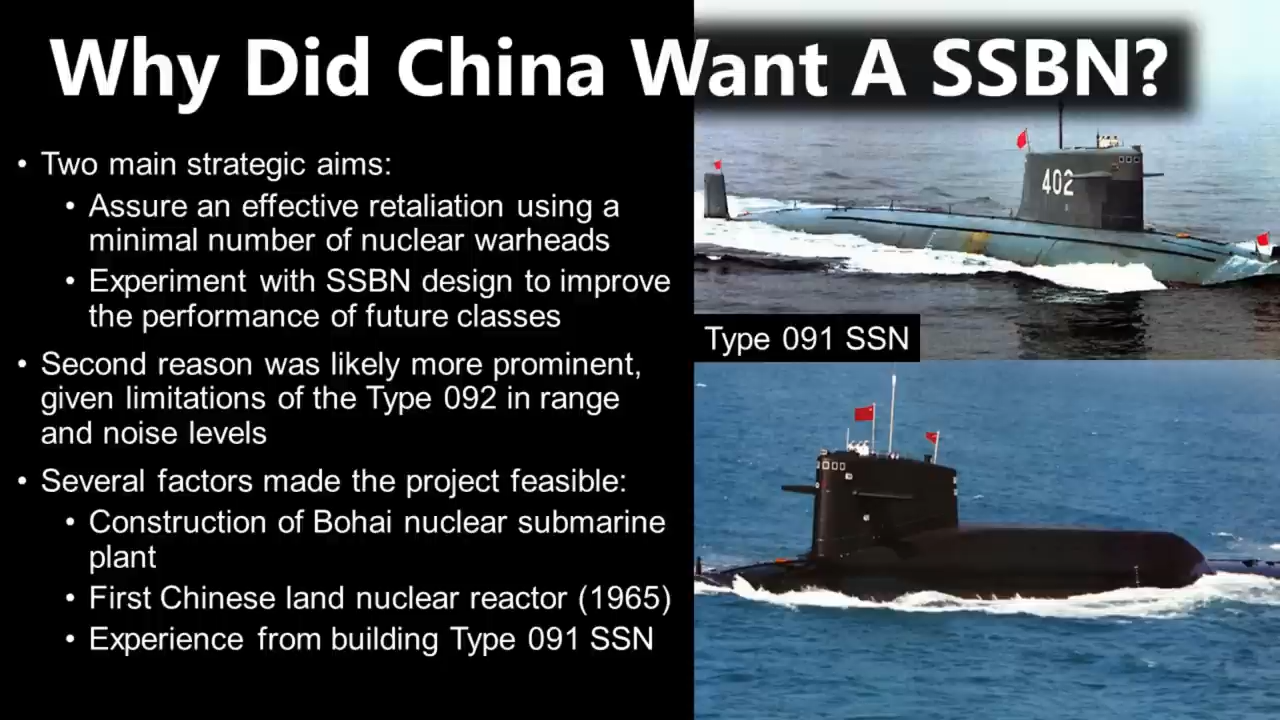 Why Did China Want A SSBN?
• Two main strategic aims:
• Assure an effective retaliation using a
minimal number of nuclear warheads
• Experiment with SSBN design to improve
the performance of future classes
• Second reason was likely more prominent,
given limitations of the Type 092 in range
and noise levels
• Several factors made the project feasible:
• Construction of Bohai nuclear submarine
plant
• First Chinese land nuclear reactor (1965)
• Experience from building Type 091 SSN
402
Type 091 SSN